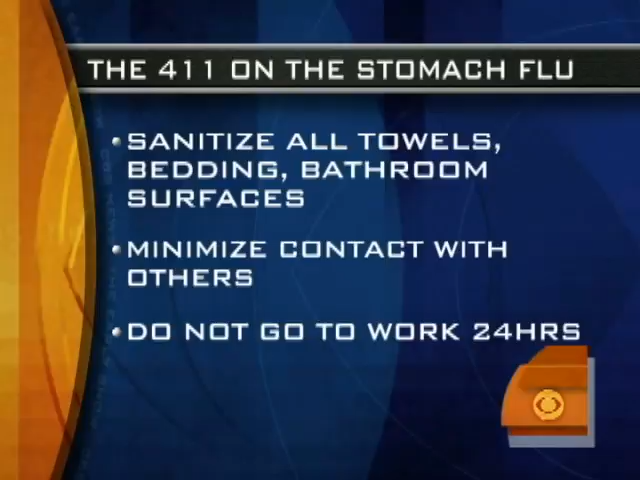 THE 411 ON THE STOMACH FLU
• SANITIZE ALL TOWELS,
BEDDING, BATHROOM
SURFACES
• MINIMIZE CONTACT WITH
OTHERS
• DO NOT GO TO WORK 24HRS